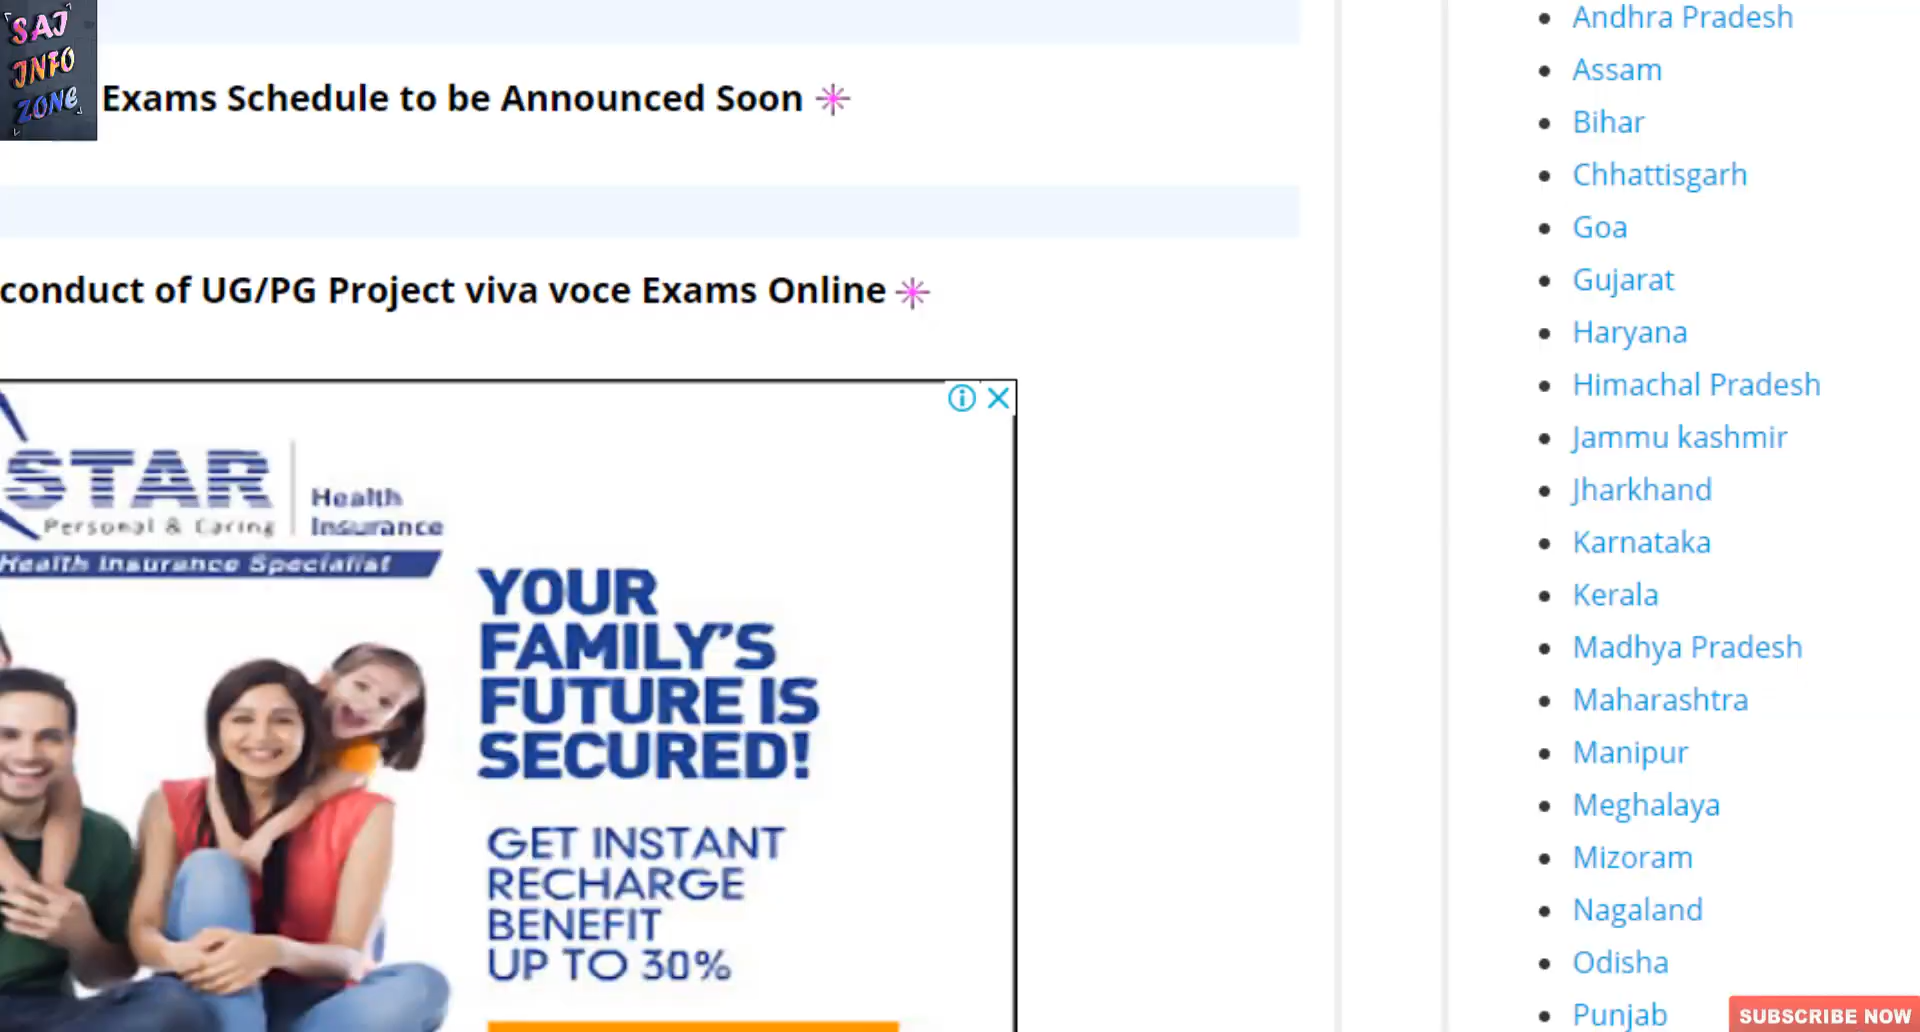 SAJ
INFO
ZONE
Exams Schedule to be Announced Soon
conduct of UG/PG Project viva voce Exams Online
STAR
Personal & Caring
Health
Insurance
Health Insurance Specialist
YOUR
FAMILY'S
FUTURE IS
SECURED!
GET INSTANT
RECHARGE
BENEFIT
UP TO 30%
Andhra Pradesh
Assam
Bihar
Chhattisgarh
Goa
Gujarat
Haryana
Himachal Pradesh
Jammu kashmir
Jharkhand
Karnataka
Kerala
Madhya Pradesh
Maharashtra
Manipur
Meghalaya
Mizoram
Nagaland
Odisha
Punjab
SUBSCRIBE NOW